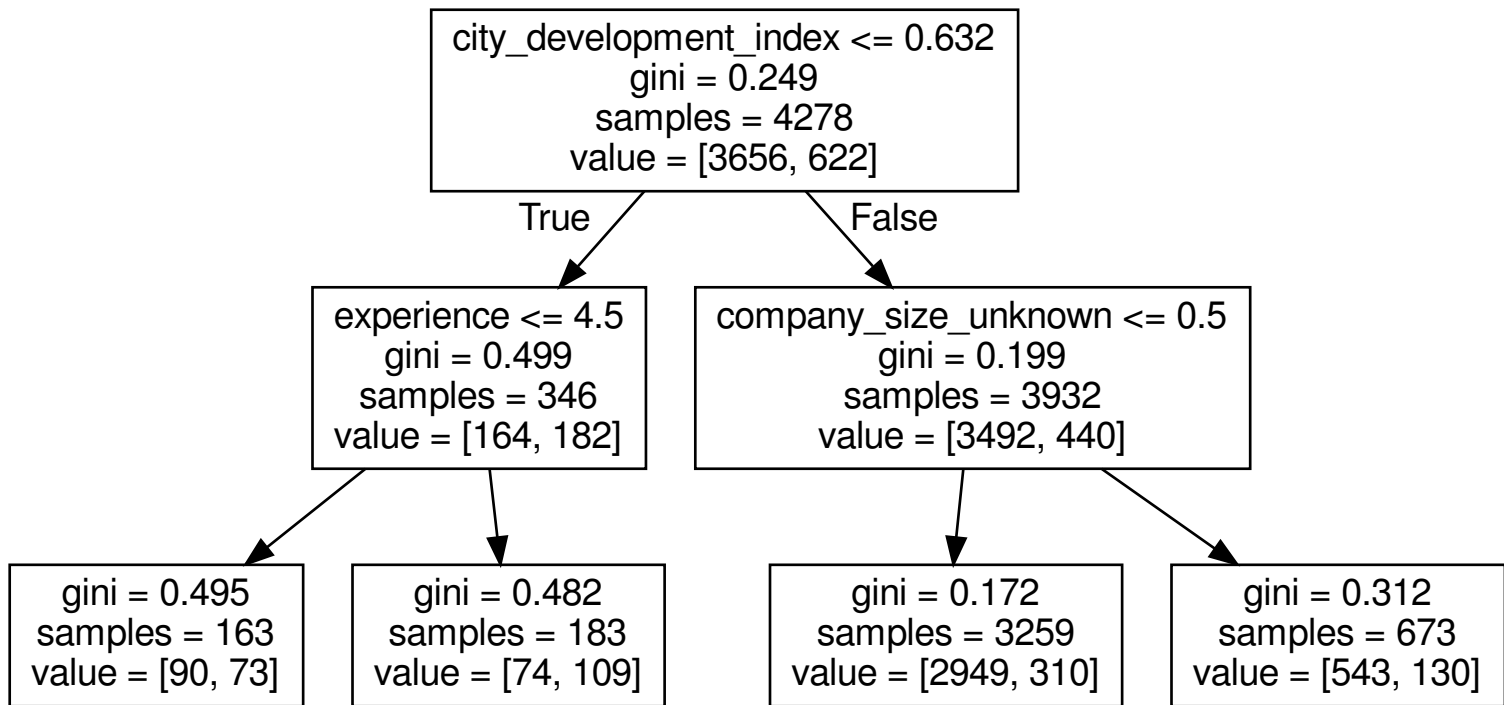 city_development_index <= 0.632
gini = 0.249
samples = 4278
value = [3656, 622]
True
False
experience <= 4.5
gini = 0.499
samples = 346
value = [164, 182]
company_size_unknown <= 0.5
gini = 0.199
samples = 3932
value = [3492, 440]
gini = 0.495
samples = 163
value = [90, 73]
gini = 0.482
samples = 183
value = [74, 109]
gini = 0.172
samples = 3259
value = [2949, 310]
gini = 0.312
samples = 673
value = [543, 130]